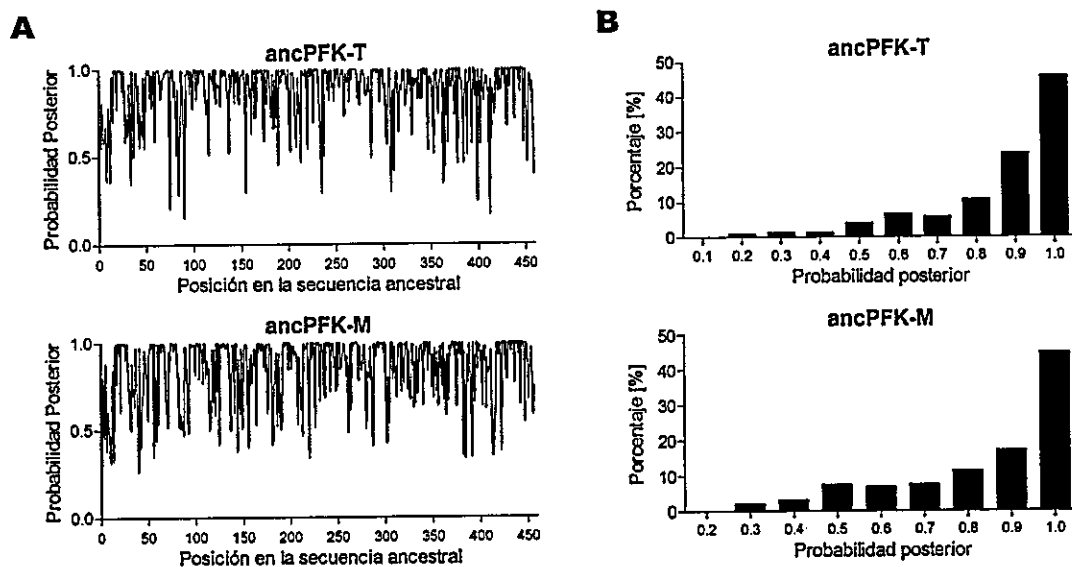 A
ancPFK-T
Probabilidad Posterior
1.0
0.5
0.0
0 50 100 150 200 250 300 350 400 450
Posición en la secuencia ancestral
ancPFK-M
Probabilidad Posterior
1.0
0.5
0.0
0 50 100 150 200 250 300 350 400 450
Posición en la secuencia ancestral
B
ancPFK-T
Porcentaje [%]
50
40
30
20
10
0
0.1 0.2 0.3 0.4 0.5 0.6 0.7 0.8 0.9 1.0
Probabilidad posterior
ancPFK-M
Porcentaje [%]
50
40
30
20
10
0
0.2 0.3 0.4 0.5 0.6 0.7 0.8 0.9 1.0
Probabilidad posterior